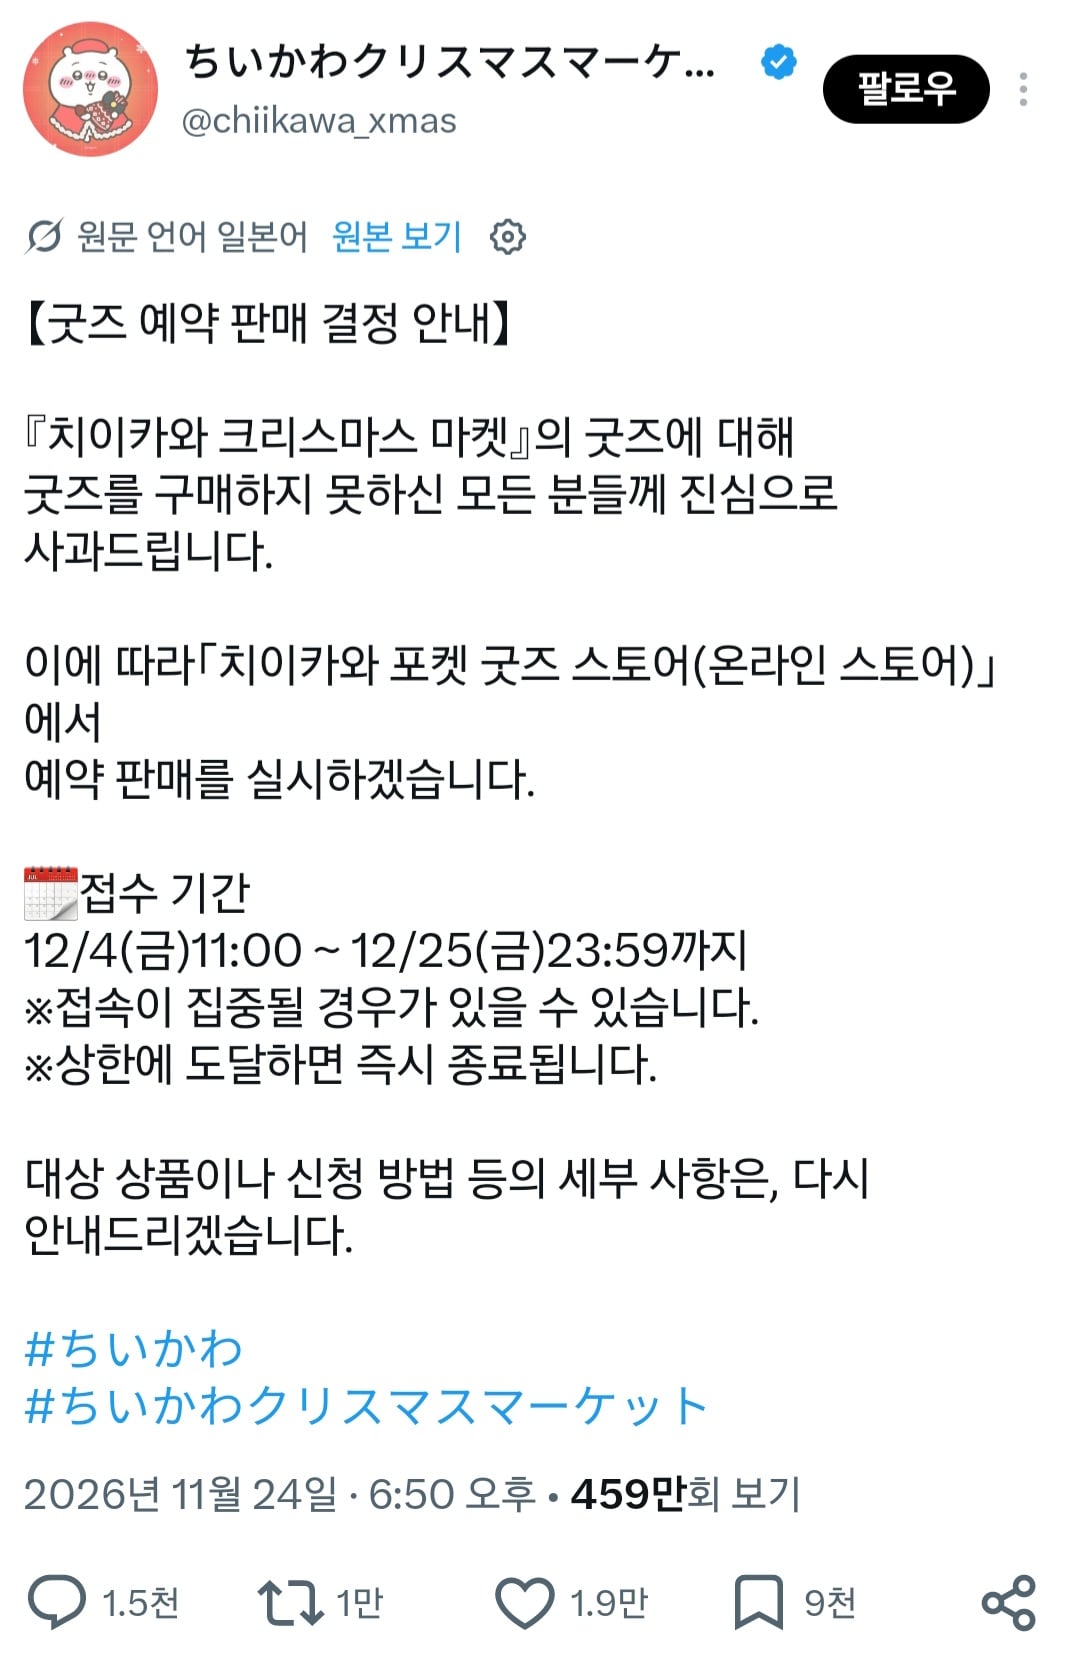 ちいかわクリスマスマーケ...
팔로우
@chiikawa_xmas
원문 언어 일본어 원본 보기
【굿즈 예약 판매 결정 안내】
『치이카와 크리스마스 마켓』의 굿즈에 대해
굿즈를 구매하지 못하신 모든 분들께 진심으로
사과드립니다.
이에 따라「치이카와 포켓 굿즈 스토어(온라인 스토어)」
에서
예약 판매를 실시하겠습니다.
접수 기간
12/4(금)11:00 ~ 12/25(금)23:59까지
※접속이 집중될 경우가 있을 수 있습니다.
※상한에 도달하면 즉시 종료됩니다.
대상 상품이나 신청 방법 등의 세부 사항은, 다시
안내드리겠습니다.
#ちいかわ
#ちいかわクリスマスマーケット
2026년 11월 24일 · 6:50 오후 • 459만회 보기
1.5천 1만 1.9만 9천